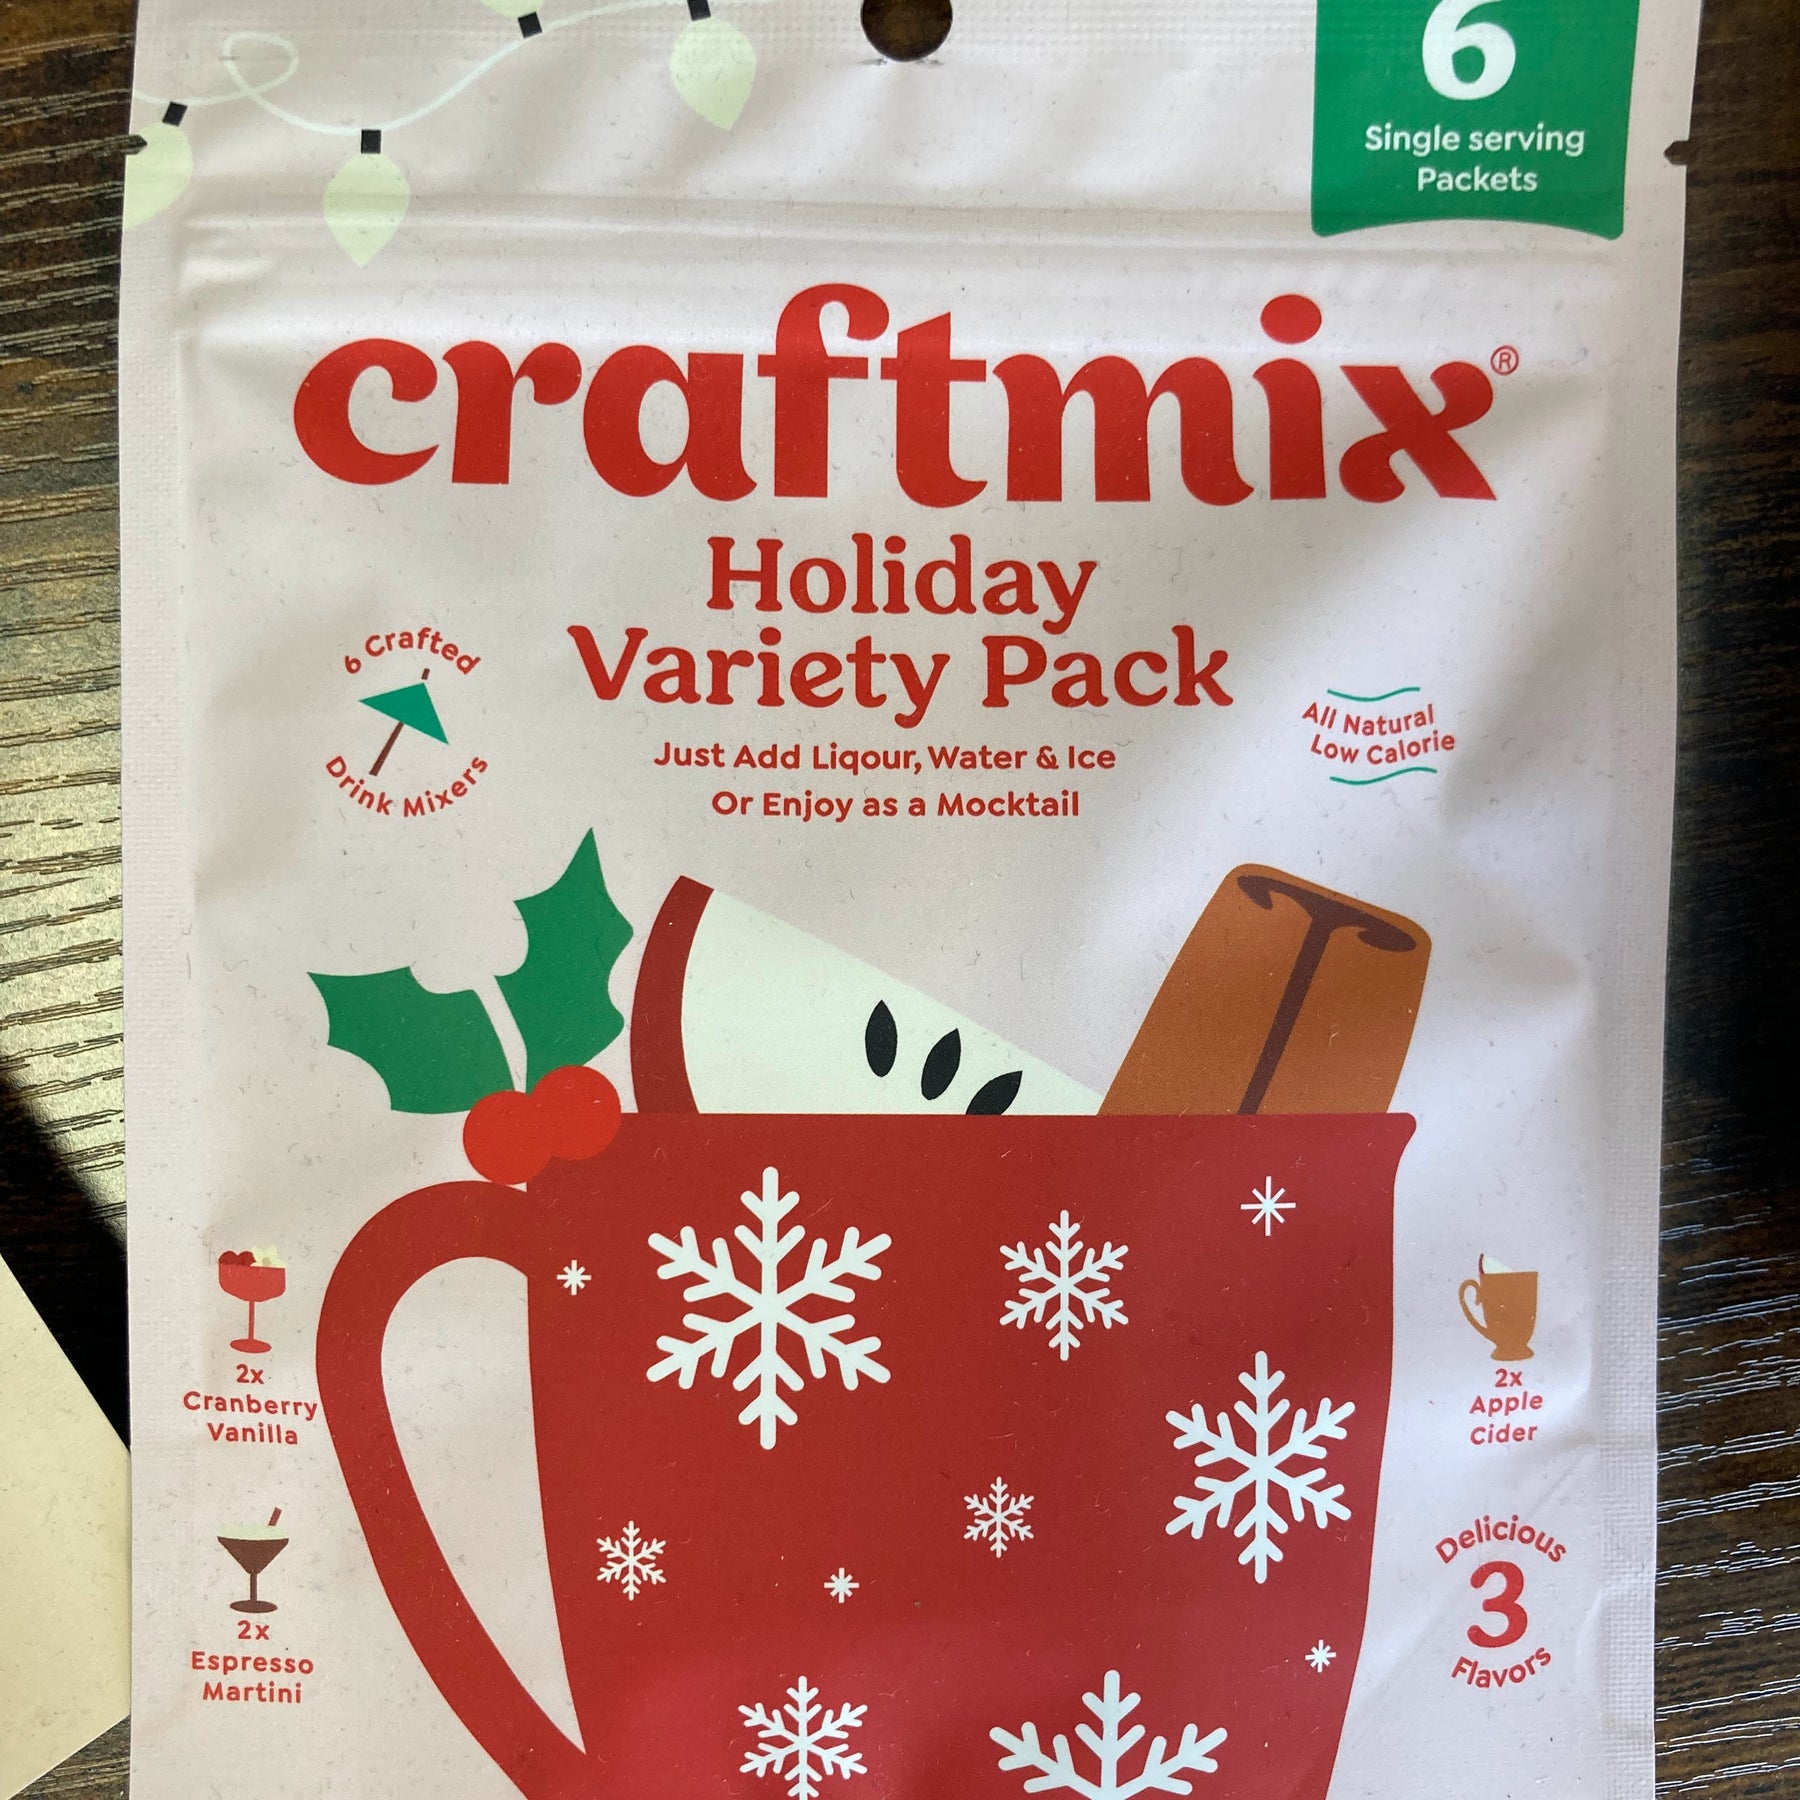 6
Single serving
Packets
craftmix®
Holiday
Variety Pack
6 Crafted
Drink Mixers
All Natural
Low Calorie
Just Add Liqour, Water & Ice
Or Enjoy as a Mocktail
2x
Cranberry
Vanilla
2x
Apple
Cider
2x
Espresso
Martini
Delicious
3
Flavors